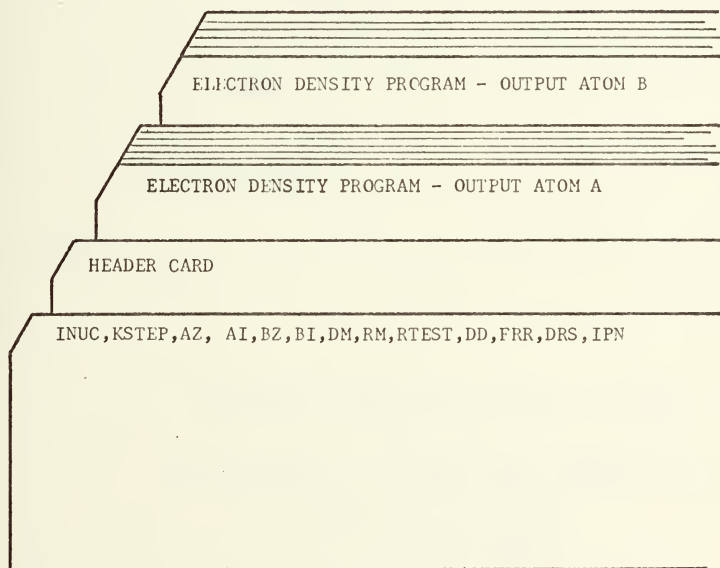 ELECTRON DENSITY PROGRAM - OUTPUT ATOM B
ELECTRON DENSITY PROGRAM - OUTPUT ATOM A
HEADER CARD
INUC,KSTEP,AZ, AI,BZ,BI,DM,RM,RTEST,DD,FRR,DRS,IPN